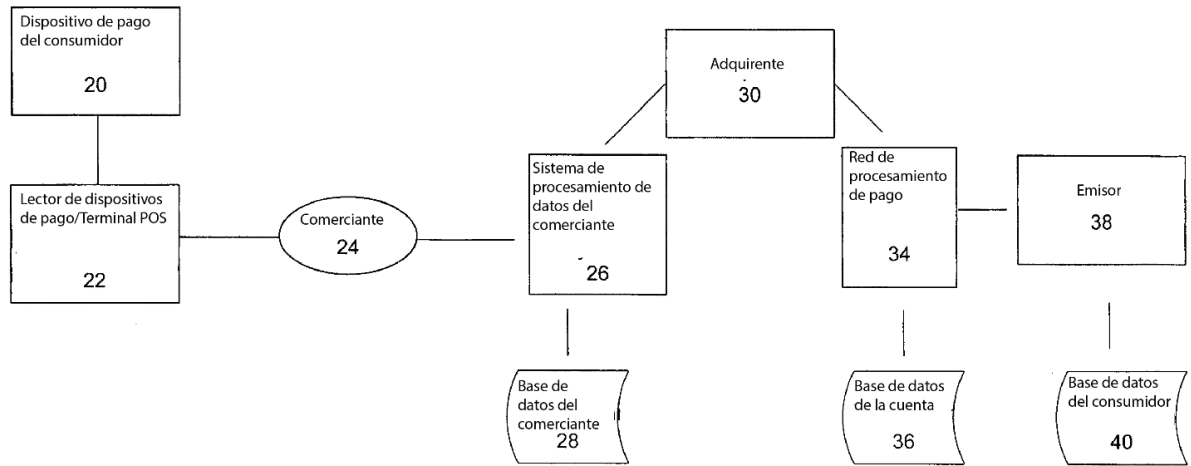 Dispositivo de pago
del consumidor
20
Lector de dispositivos
de pago/Terminal POS
22
Comerciante
24
Sistema de
procesamiento de
datos del
comerciante
26
Base de
datos del
comerciante
28
Adquirente
30
Red de
procesamiento
de pago
34
Base de datos
de la cuenta
36
Emisor
38
Base de datos
del consumidor
40